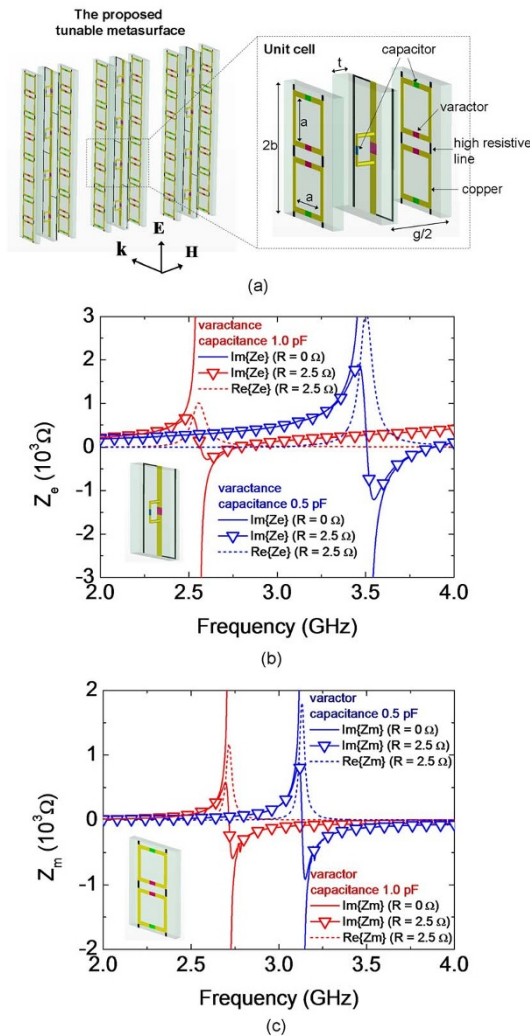 The proposed
tunable metasurface
Unit cell
capacitor
t
a
2b
a
varactor
high resistive
line
copper
g/2
E
k
H
(a)
varactance
capacitance 1.0 pF
Im{Ze} (R = 0 Ω)
Im{Ze} (R = 2.5 Ω)
Re{Ze} (R = 2.5 Ω)
varactance
capacitance 0.5 pF
Im{Ze} (R = 0 Ω)
Im{Ze} (R = 2.5 Ω)
Re{Ze} (R = 2.5 Ω)
3
2
1
0
-1
-2
-3
Z_e (10³Ω)
2.0 2.5 3.0 3.5 4.0
Frequency (GHz)
(b)
varactor
capacitance 0.5 pF
Im{Zm} (R = 0 Ω)
Im{Zm} (R = 2.5 Ω)
Re{Zm} (R = 2.5 Ω)
varactor
capacitance 1.0 pF
Im{Zm} (R = 0 Ω)
Im{Zm} (R = 2.5 Ω)
Re{Zm} (R = 2.5 Ω)
2
1
0
-1
-2
Z_m (10³Ω)
2.0 2.5 3.0 3.5 4.0
Frequency (GHz)
(c)